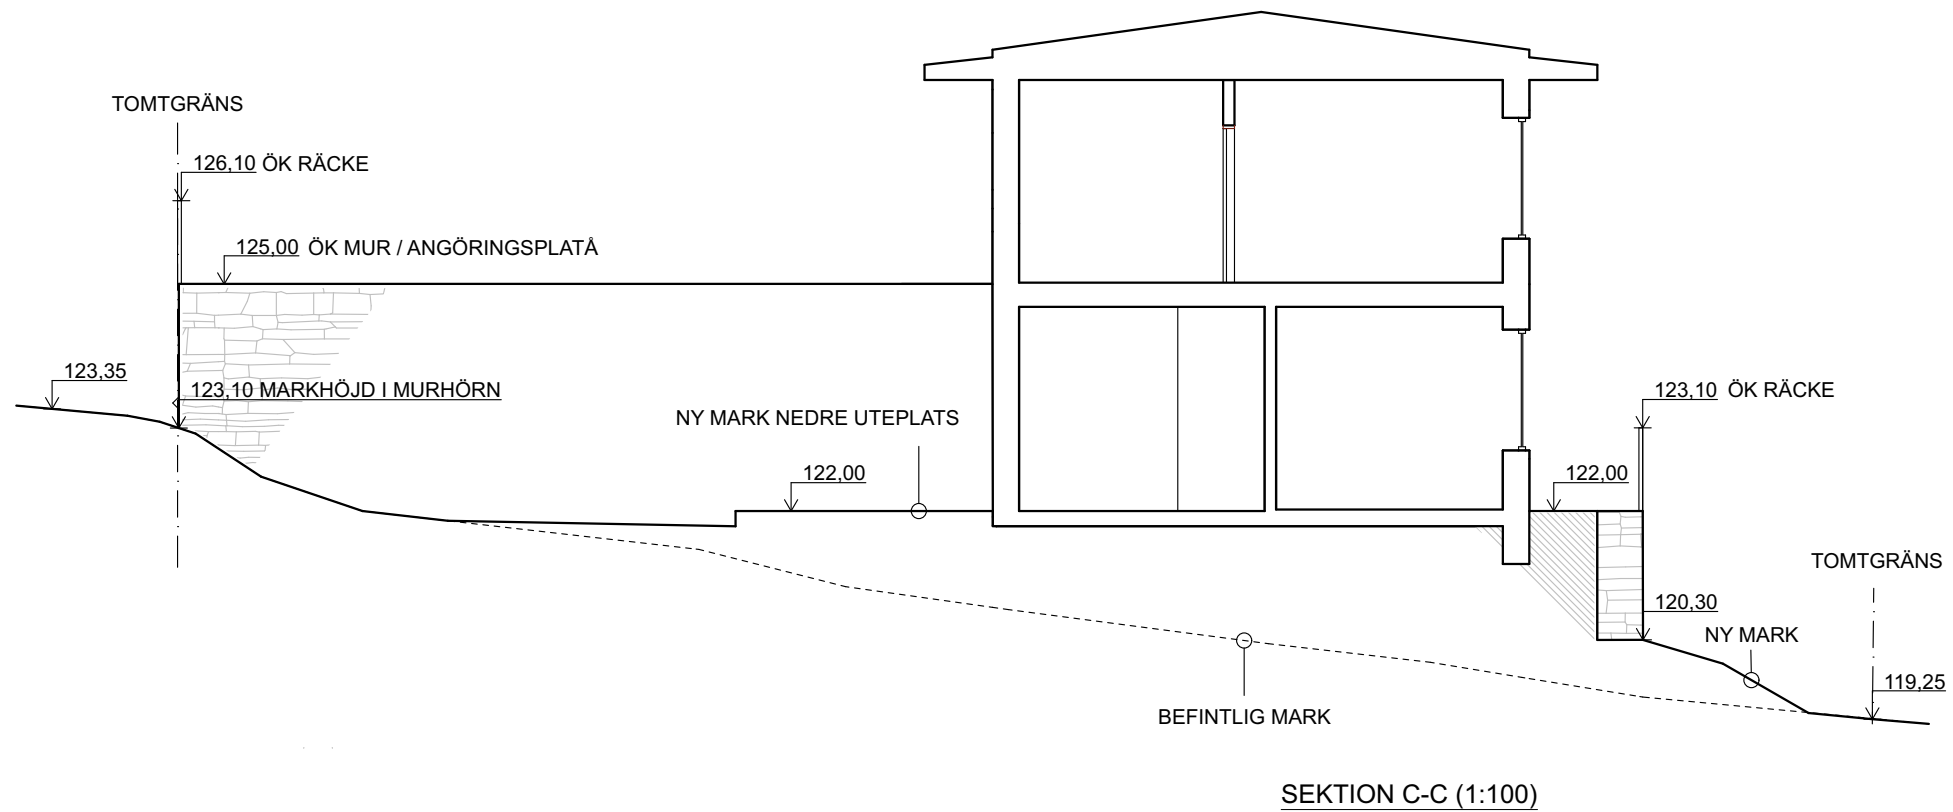 TOMTGRÄNS
126,10 ÖK RÄCKE
125,00 ÖK MUR / ANGÖRINGSPLATÅ
123,35
123,10 MARKHÖJD I MURHÖRN
123,10 ÖK RÄCKE
NY MARK NEDRE UTEPLATS
122,00
122,00
TOMTGRÄNS
120,30
NY MARK
119,25
BEFINTLIG MARK
SEKTION C-C (1:100)